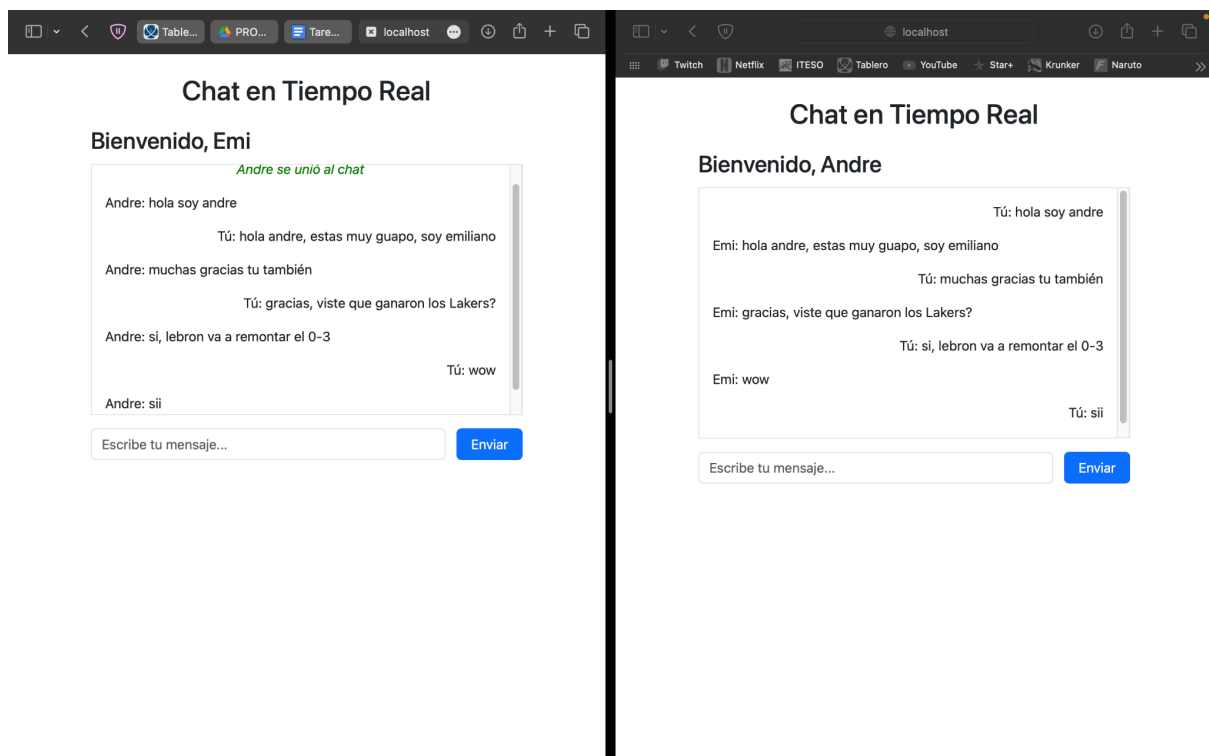 Table...
PRO...
Tare...
localhost
Chat en Tiempo Real
Bienvenido, Emi
Andre se unió al chat
Andre: hola soy andre
Tú: hola andre, estas muy guapo, soy emiliano
Andre: muchas gracias tu también
Tú: gracias, viste que ganaron los Lakers?
Andre: si, lebron va a remontar el 0-3
Tú: wow
Andre: sii
Escribe tu mensaje...
Enviar
localhost
Twitch
Netflix
ITESO
Tablero
YouTube
Star+
Krunker
Naruto
Chat en Tiempo Real
Bienvenido, Andre
Tú: hola soy andre
Emi: hola andre, estas muy guapo, soy emiliano
Tú: muchas gracias tu también
Emi: gracias, viste que ganaron los Lakers?
Tú: si, lebron va a remontar el 0-3
Emi: wow
Tú: sii
Escribe tu mensaje...
Enviar